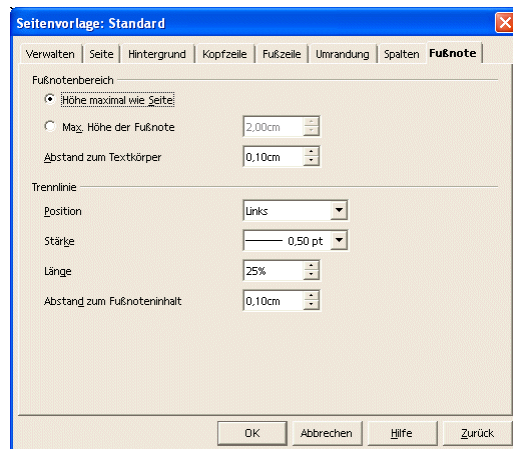 Seitenvorlage: Standard
Verwalten Seite Hintergrund Kopfzeile Fußzeile Umrandung Spalten Fußnote
Fußnotenbereich
Höhe maximal wie Seite
Max. Höhe der Fußnote 2,00cm
Abstand zum Textkörper 0,10cm
Trennlinie
Position Links
Stärke 0,50 pt
Länge 25%
Abstand zum Fußnoteninhalt 0,10cm
OK Abbrechen Hilfe Zurück